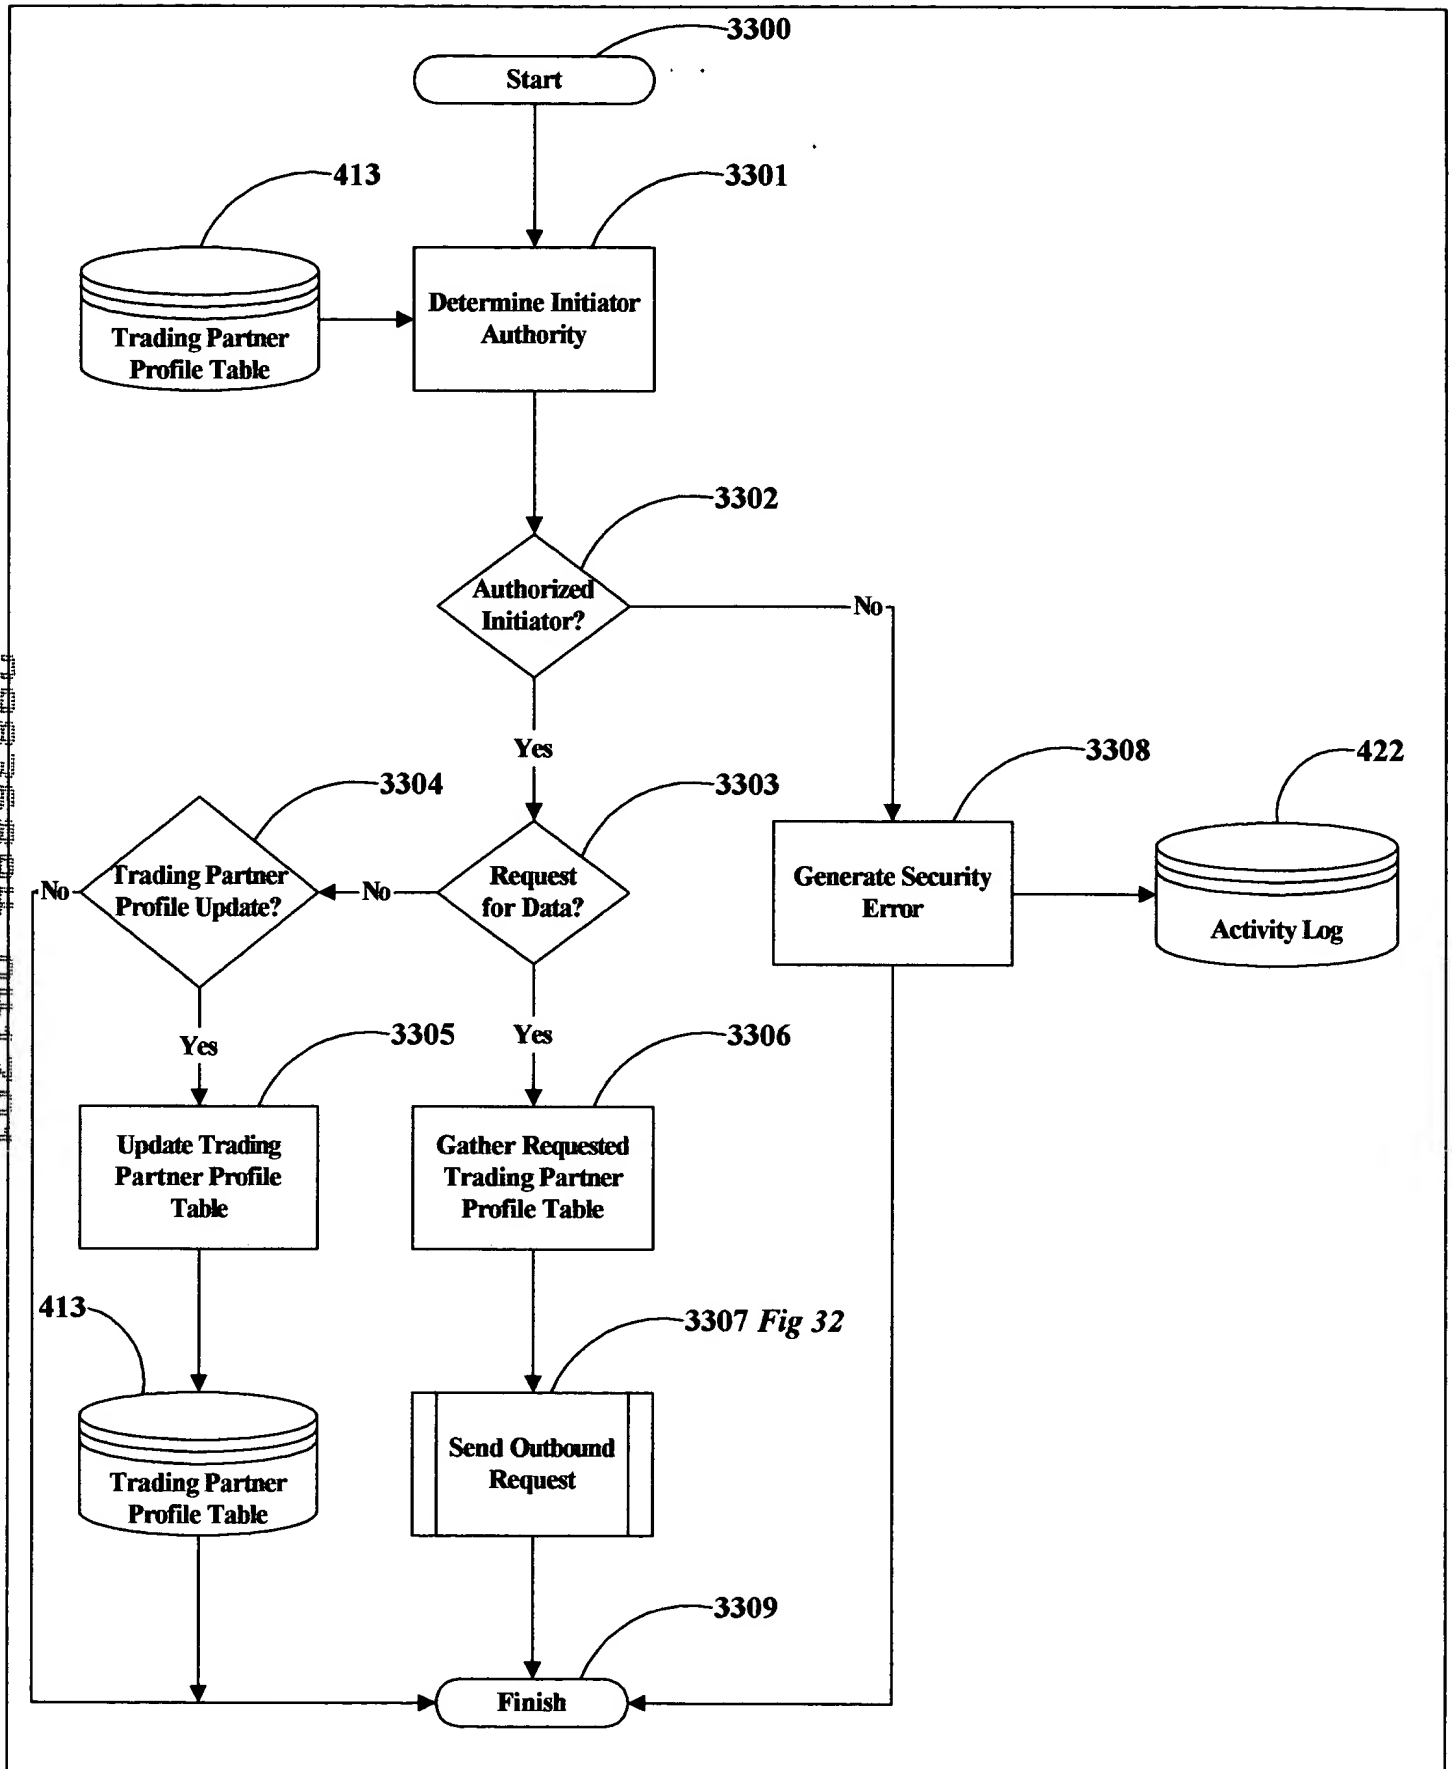 3300
Start
413
3301
Trading Partner
Profile Table
Determine Initiator
Authority
3302
Authorized
Initiator?
No
Yes
3304
3303
3308
422
No
Trading Partner
Profile Update?
No
Request
for Data?
Generate Security
Error
Activity Log
Yes
3305
Yes
3306
Update Trading
Partner Profile
Table
Gather Requested
Trading Partner
Profile Table
413
3307 Fig 32
Trading Partner
Profile Table
Send Outbound
Request
3309
Finish